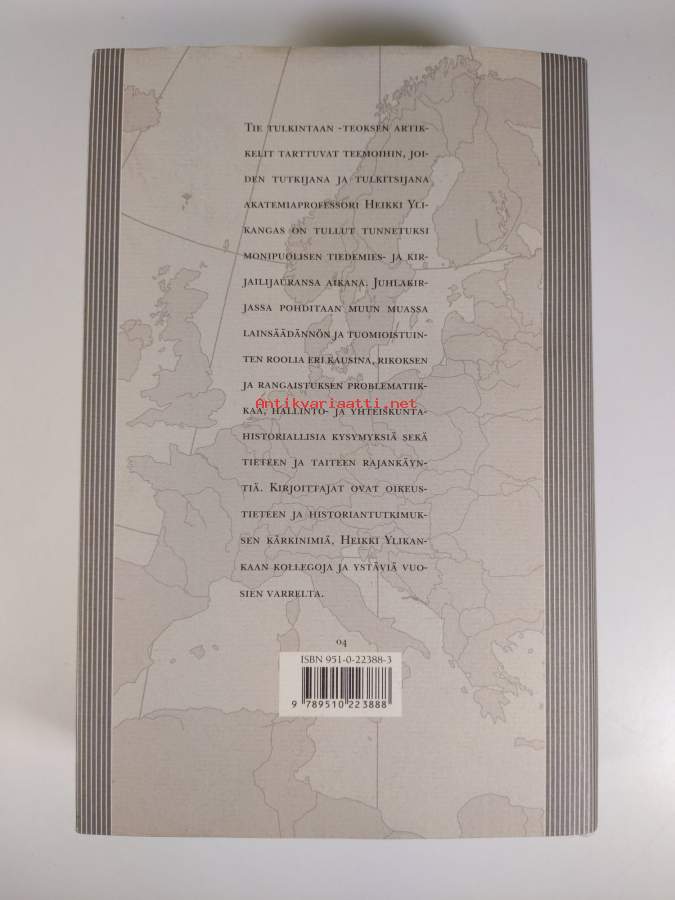 Tie tulkintaan -teoksen artik-
kelit tarttuvat teemoihin, joi-
den tutkijana ja tulkitsijana
akatemiaprofessori Heikki Yli-
kangas on tullut tunnetuksi
monipuolisen tiedemies- ja kir-
jailijauransa aikana. Juhlakir-
jassa pohditaan muun muassa
lainsäädännön ja tuomioistuin-
ten roolia eri kausina, rikoksen
ja rangaistuksen problematiik-
Antikvariaatti.net
kaa, hallinto- ja yhteiskunta-
historiallisia kysymyksiä sekä
tieteen ja taiteen rajankäyn-
tiä. Kirjoittajat ovat oikeus-
tieteen ja historiantutkimuk-
sen kärkinimiä, Heikki Ylikan-
kaan kollegoja ja ystäviä vuo-
sien varrelta.
04
ISBN 951-0-22388-3
9 789510 223888